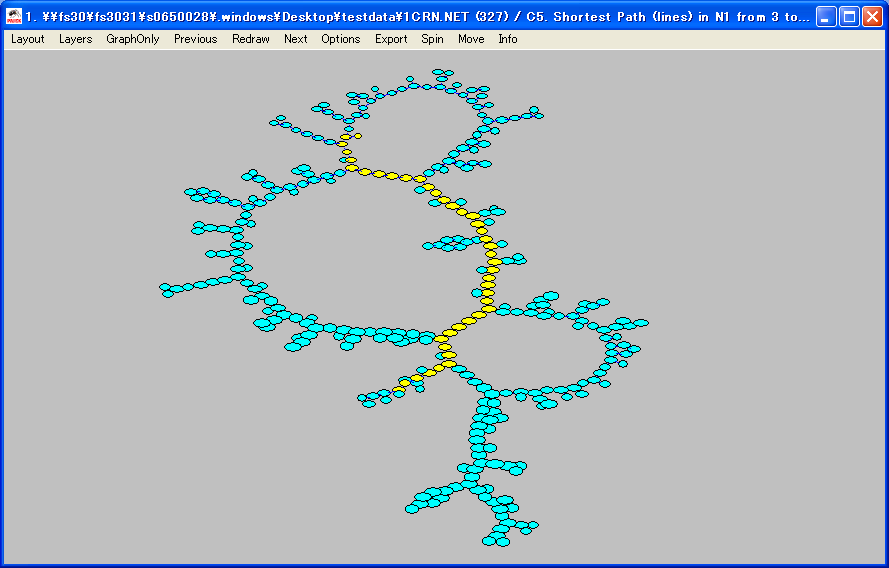 1. ¥¥fs30¥fs3031¥s0650028¥.windows¥Desktop¥testdata¥1CRN.NET (327) / C5. Shortest Path (lines) in N1 from 3 to...
Layout Layers GraphOnly Previous Redraw Next Options Export Spin Move Info